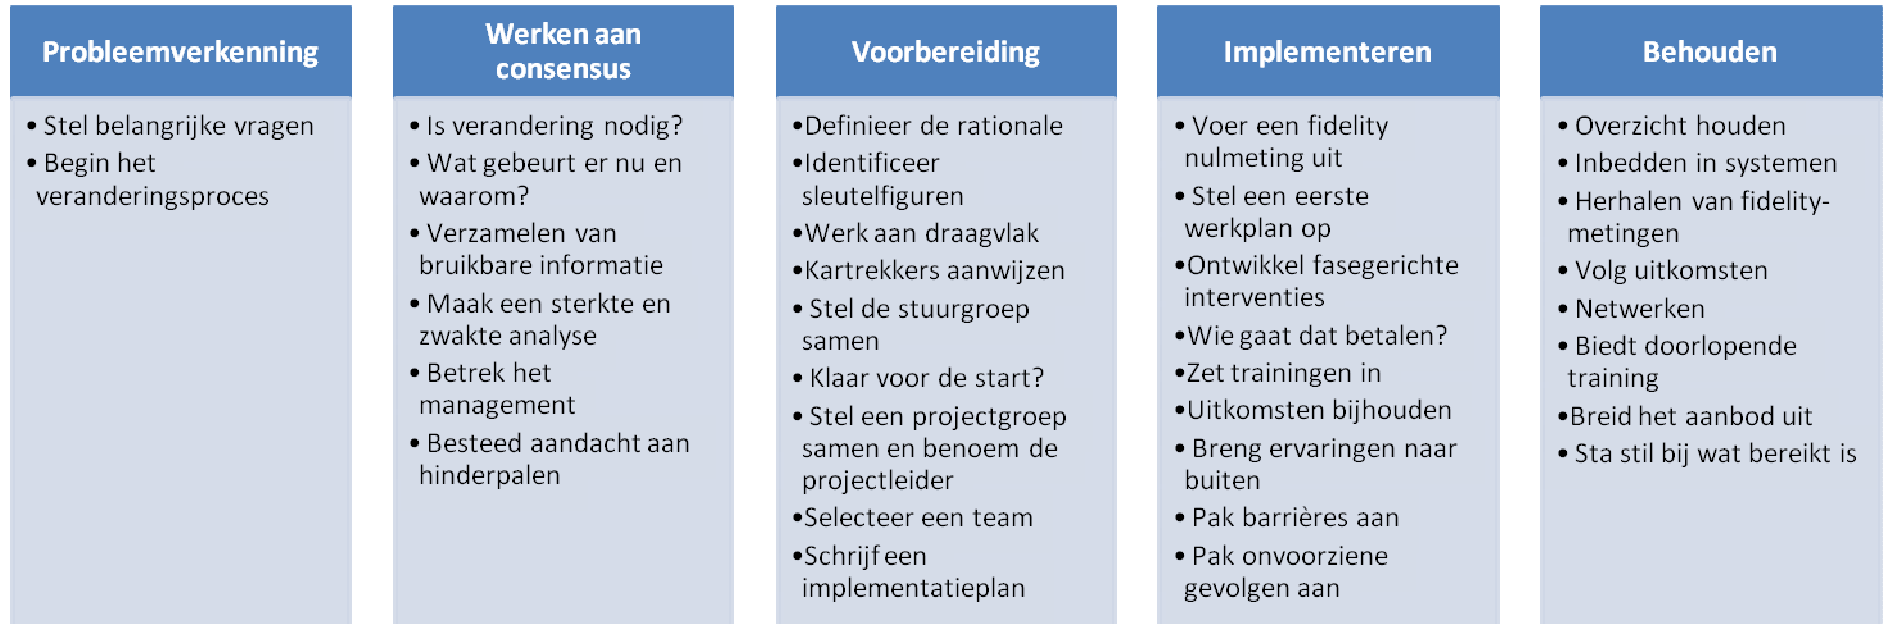 Probleemverkenning
• Stel belangrijke vragen
• Begin het
veranderingsproces
Werken aan
consensus
• Is verandering nodig?
• Wat gebeurt er nu en
waarom?
• Verzamelen van
bruikbare informatie
• Maak een sterkte en
zwakte analyse
• Betrek het
management
• Besteed aandacht aan
hinderpalen
Voorbereiding
•Definieer de rationale
•Identificeer
sleutelfiguren
•Werk aan draagvlak
•Kartrekkers aanwijzen
• Stel de stuurgroep
samen
• Klaar voor de start?
• Stel een projectgroep
samen en benoem de
projectleider
•Selecteer een team
•Schrijf een
implementatieplan
Implementeren
• Voer een fidelity
nulmeting uit
• Stel een eerste
werkplan op
•Ontwikkel fasegerichte
interventies
•Wie gaat dat betalen?
•Zet trainingen in
•Uitkomsten bijhouden
• Breng ervaringen naar
buiten
• Pak barrières aan
• Pak onvoorziene
gevolgen aan
Behouden
• Overzicht houden
• Inbedden in systemen
• Herhalen van fidelity-
metingen
• Volg uitkomsten
• Netwerken
• Biedt doorlopende
training
•Breid het aanbod uit
• Sta stil bij wat bereikt is